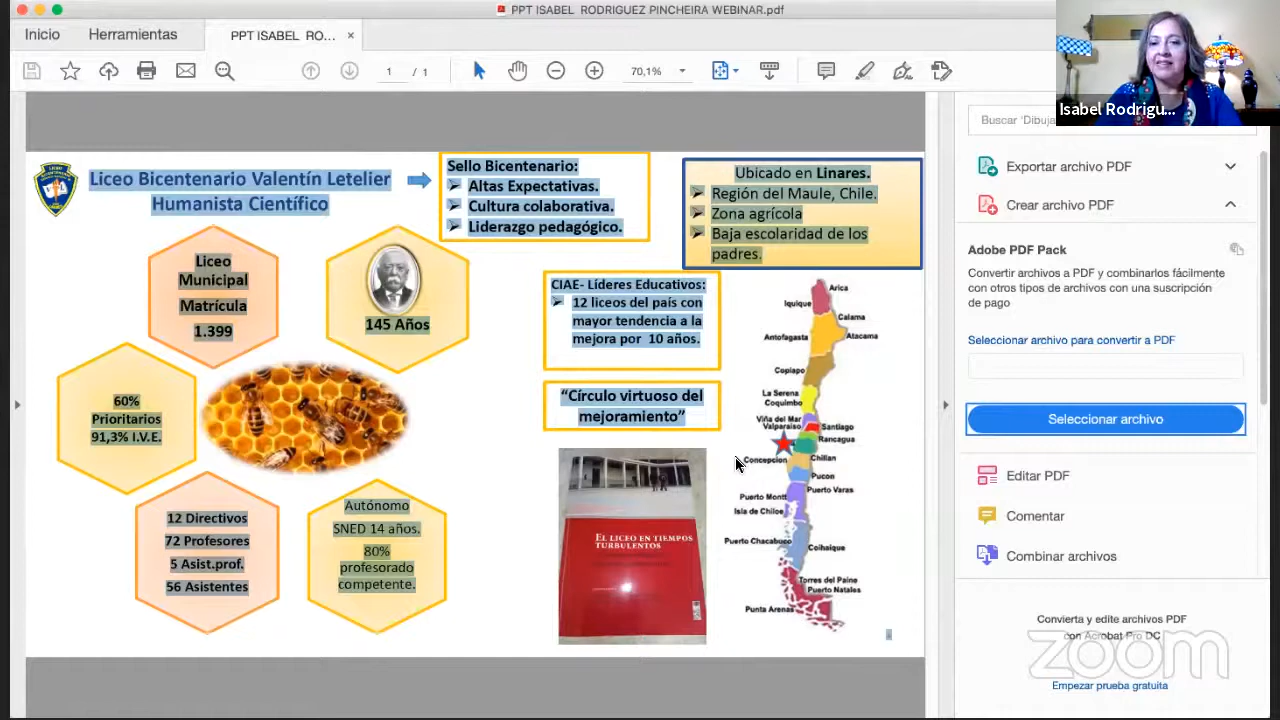 PPT ISABEL RODRIGUEZ PINCHEIRA WEBINAR.pdf
Inicio
Herramientas
PPT ISABEL RO...
×
1 / 1
70,1%
Isabel Rodrigu...
Buscar 'Dibuja
Exportar archivo PDF
Crear archivo PDF
Adobe PDF Pack
Convertir archivos a PDF y combinarlos fácilmente
con otros tipos de archivos con una suscripción
de pago
Seleccionar archivo para convertir a PDF
Seleccionar archivo
Editar PDF
Comentar
Combinar archivos
Convierta y edite archivos PDF
con Acrobat Pro DC
Empezar prueba gratuita
zoom
LICEO
Liceo Bicentenario Valentín Letelier
Humanista Científico
Sello Bicentenario:
Altas Expectativas.
Cultura colaborativa.
Liderazgo pedagógico.
Ubicado en Linares.
Región del Maule, Chile.
Zona agrícola
Baja escolaridad de los
padres.
Liceo
Municipal
Matrícula
1.399
145 Años
CIAE- Líderes Educativos:
12 liceos del país con
mayor tendencia a la
mejora por 10 años.
60%
Prioritarios
91,3% I.V.E.
"Círculo virtuoso del
mejoramiento"
12 Directivos
72 Profesores
5 Asist.prof.
56 Asistentes
Autónomo
SNED 14 años.
80%
profesorado
competente.
EL LICEO EN TIEMPOS
TURBULENTOS
Arica
Iquique
Calama
Antofagasta
Atacama
Copiapo
La Serena
Coquimbo
Viña del Mar
Valparaiso
Santiago
Rancagua
Concepcion
Chillan
Pucon
Puerto Montt
Puerto Varas
Isla de Chiloe
Puerto Chacabuco
Coihaique
Torres del Paine
Puerto Natales
Punta Arenas